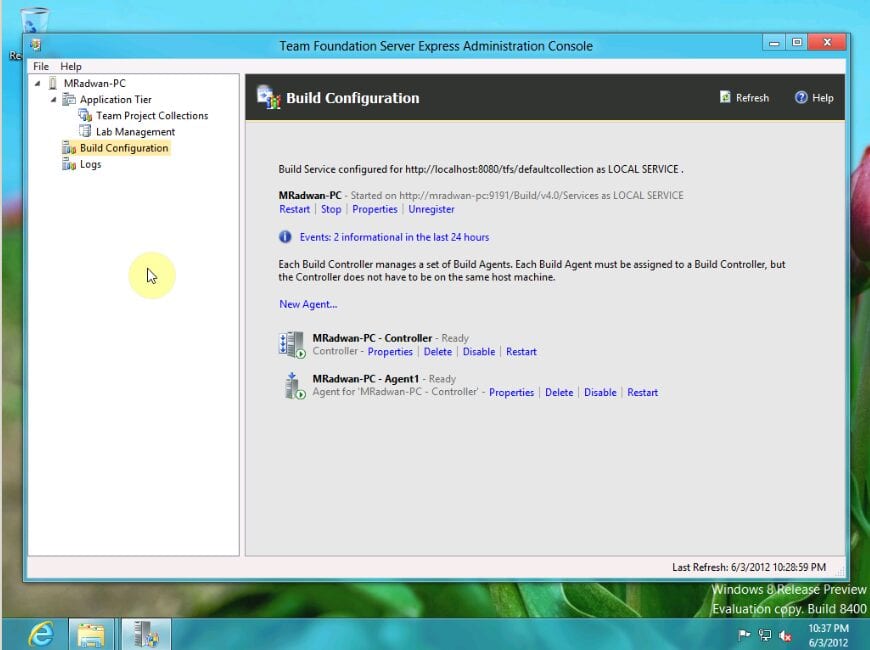 Team Foundation Server Express Administration Console
File Help
MRadwan-PC
Application Tier
Team Project Collections
Lab Management
Build Configuration
Logs
Build Configuration
Refresh Help
Build Service configured for http://localhost:8080/tfs/defaultcollection as LOCAL SERVICE .
MRadwan-PC - Started on http://mradwan-pc:9191/Build/v4.0/Services as LOCAL SERVICE
Restart | Stop | Properties | Unregister
Events: 2 informational in the last 24 hours
Each Build Controller manages a set of Build Agents. Each Build Agent must be assigned to a Build Controller, but
the Controller does not have to be on the same host machine.
New Agent...
MRadwan-PC - Controller - Ready
Controller - Properties | Delete | Disable | Restart
MRadwan-PC - Agent1 - Ready
Agent for 'MRadwan-PC - Controller' - Properties | Delete | Disable | Restart
Last Refresh: 6/3/2012 10:28:59 PM
Windows 8 Release Preview
Evaluation copy. Build 8400
10:37 PM
6/3/2012